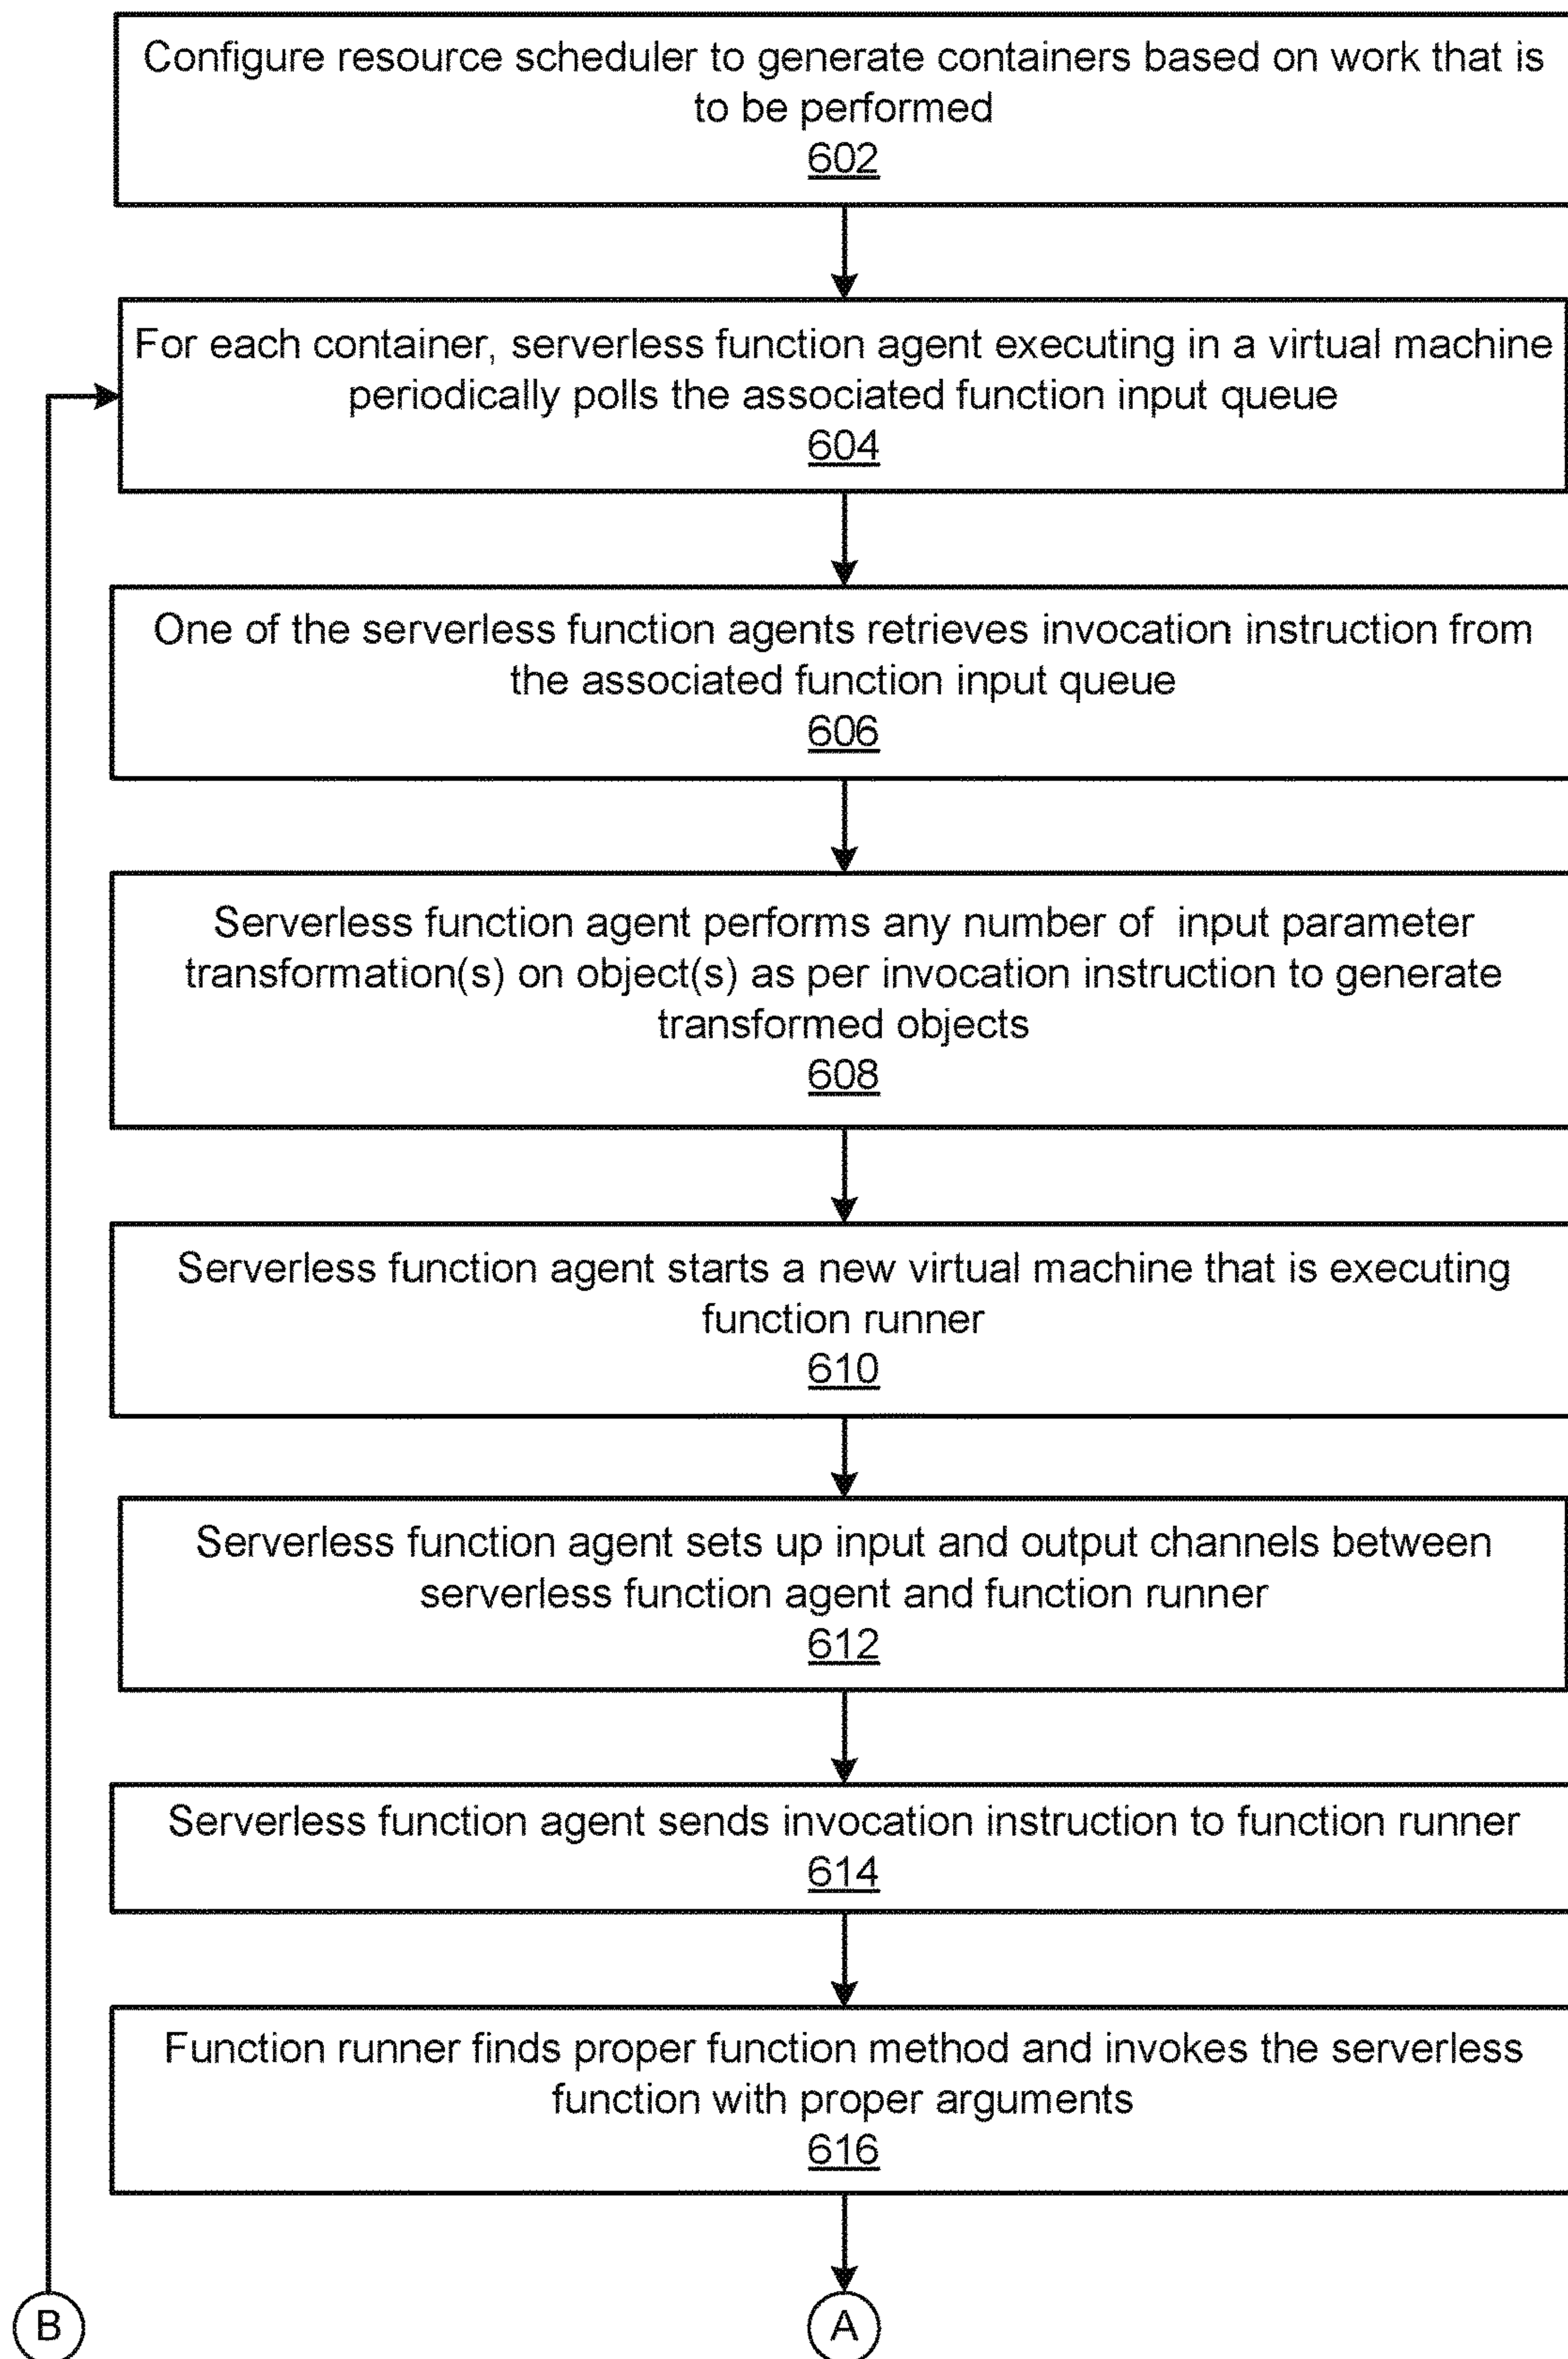 Configure resource scheduler to generate containers based on work that is
to be performed
602
For each container, serverless function agent executing in a virtual machine
periodically polls the associated function input queue
604
One of the serverless function agents retrieves invocation instruction from
the associated function input queue
606
Serverless function agent performs any number of input parameter
transformation(s) on object(s) as per invocation instruction to generate
transformed objects
608
Serverless function agent starts a new virtual machine that is executing
function runner
610
Serverless function agent sets up input and output channels between
serverless function agent and function runner
612
Serverless function agent sends invocation instruction to function runner
614
Function runner finds proper function method and invokes the serverless
function with proper arguments
616
B
A